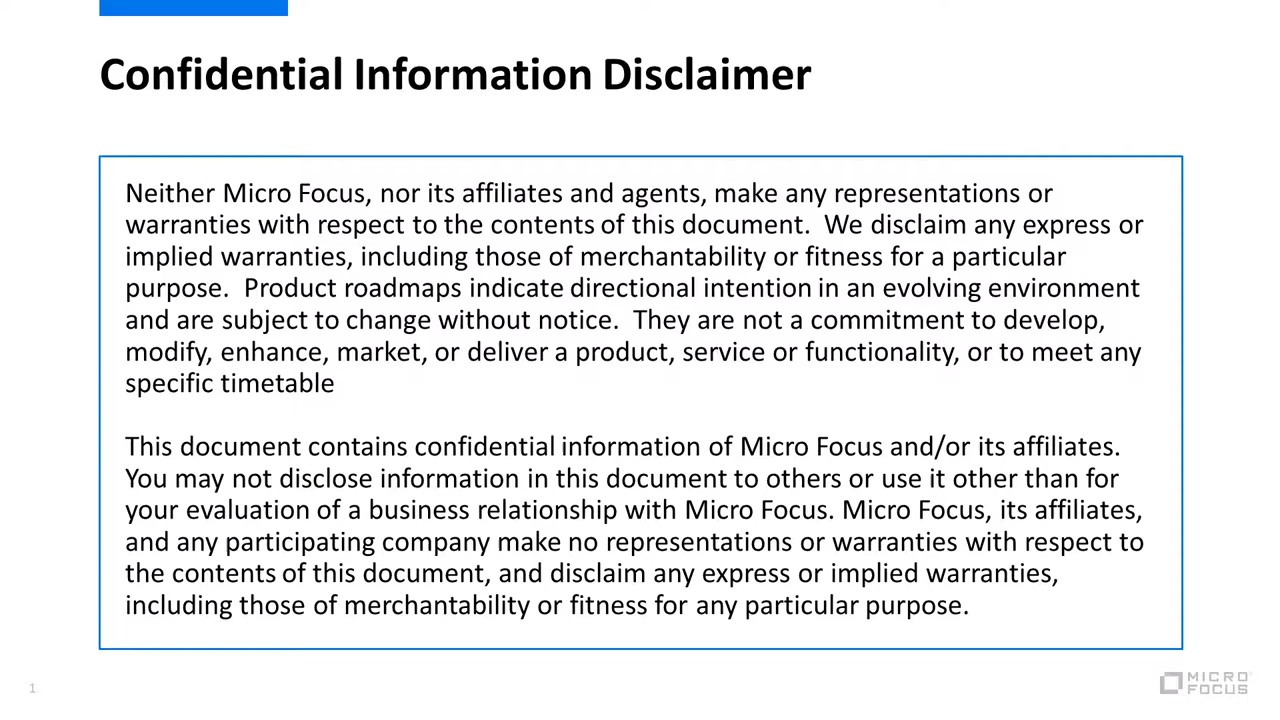 Confidential Information Disclaimer
Neither Micro Focus, nor its affiliates and agents, make any representations or
warranties with respect to the contents of this document.  We disclaim any express or
implied warranties, including those of merchantability or fitness for a particular
purpose.  Product roadmaps indicate directional intention in an evolving environment
and are subject to change without notice.  They are not a commitment to develop,
modify, enhance, market, or deliver a product, service or functionality, or to meet any
specific timetable
This document contains confidential information of Micro Focus and/or its affiliates.
You may not disclose information in this document to others or use it other than for
your evaluation of a business relationship with Micro Focus. Micro Focus, its affiliates,
and any participating company make no representations or warranties with respect to
the contents of this document, and disclaim any express or implied warranties,
including those of merchantability or fitness for any particular purpose.
1
MICRO
FOCUS